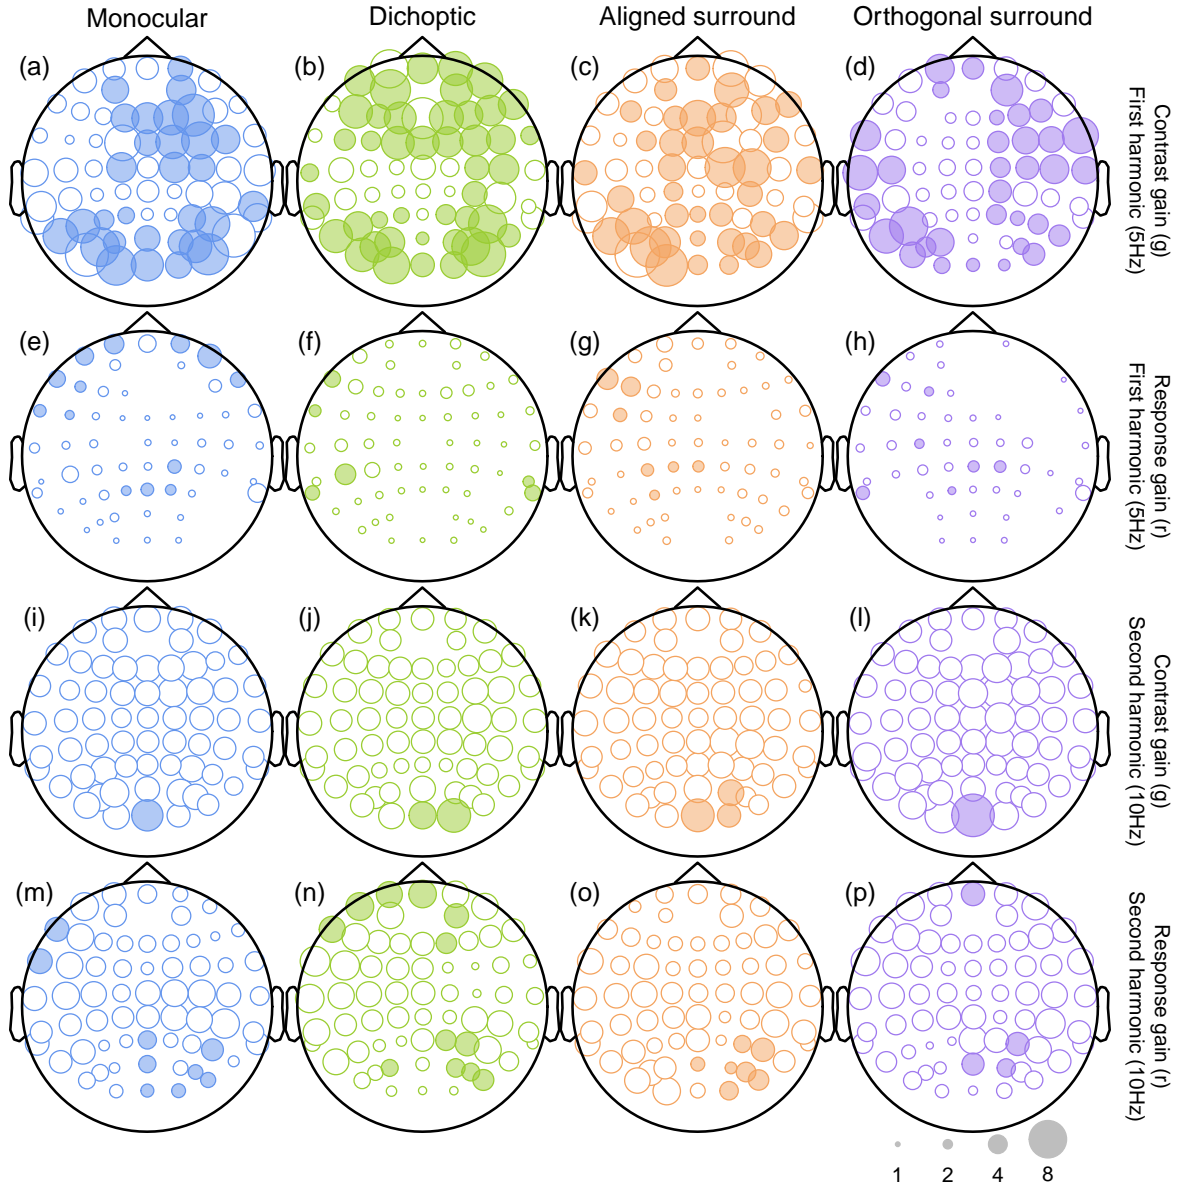 Monocular
Dichoptic
Aligned surround
Orthogonal surround
(a)
(b)
(c)
(d)
Contrast gain (g)
First harmonic (5Hz)
(e)
(f)
(g)
(h)
Response gain (r)
First harmonic (5Hz)
(i)
(j)
(k)
(l)
Contrast gain (g)
Second harmonic (10Hz)
(m)
(n)
(o)
(p)
Response gain (r)
Second harmonic (10Hz)
1
2
4
8